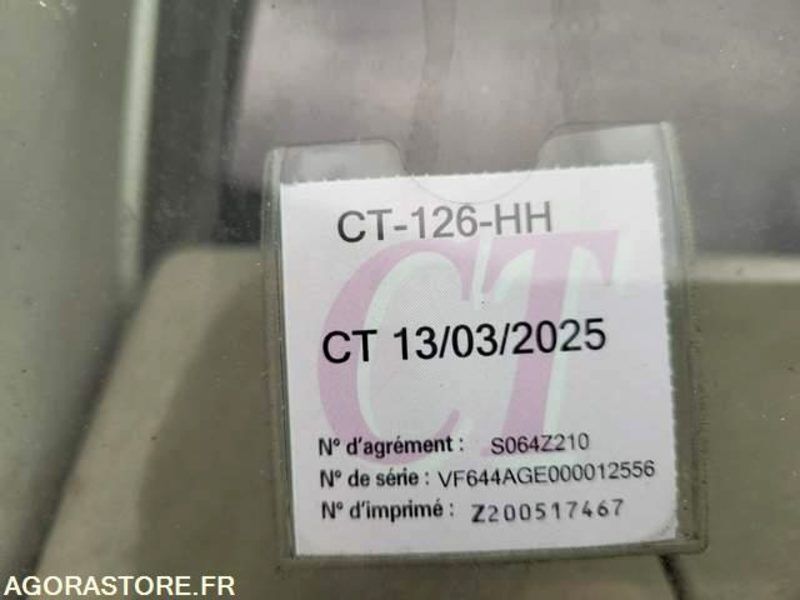 CT-126-HH
CT
CT 13/03/2025
N° d'agrément : S064Z210
N° de série : VF644AGE000012556
N° d'imprimé : Z200517467
AGORASTORE.FR